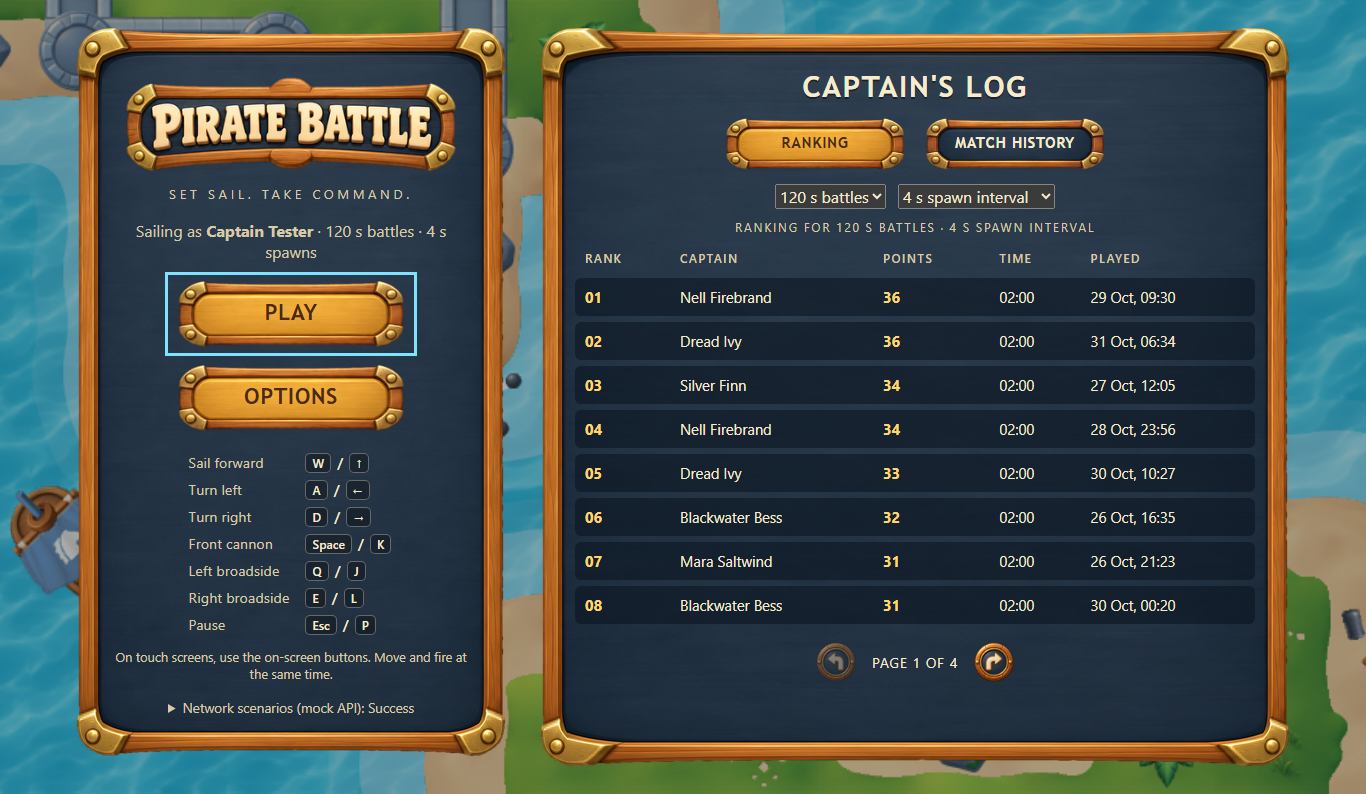 PIRATE BATTLE
SET SAIL. TAKE COMMAND.
Sailing as Captain Tester · 120 s battles · 4 s
spawns
PLAY
OPTIONS
Sail forward W / ↑
Turn left A / ←
Turn right D / →
Front cannon Space / K
Left broadside Q / J
Right broadside E / L
Pause Esc / P
On touch screens, use the on-screen buttons. Move and fire at
the same time.
▶ Network scenarios (mock API): Success
CAPTAIN'S LOG
RANKING MATCH HISTORY
120 s battles 4 s spawn interval
RANKING FOR 120 S BATTLES · 4 S SPAWN INTERVAL
RANK CAPTAIN POINTS TIME PLAYED
01 Nell Firebrand 36 02:00 29 Oct, 09:30
02 Dread Ivy 36 02:00 31 Oct, 06:34
03 Silver Finn 34 02:00 27 Oct, 12:05
04 Nell Firebrand 34 02:00 28 Oct, 23:56
05 Dread Ivy 33 02:00 30 Oct, 10:27
06 Blackwater Bess 32 02:00 26 Oct, 16:35
07 Mara Saltwind 31 02:00 26 Oct, 21:23
08 Blackwater Bess 31 02:00 30 Oct, 00:20
PAGE 1 OF 4